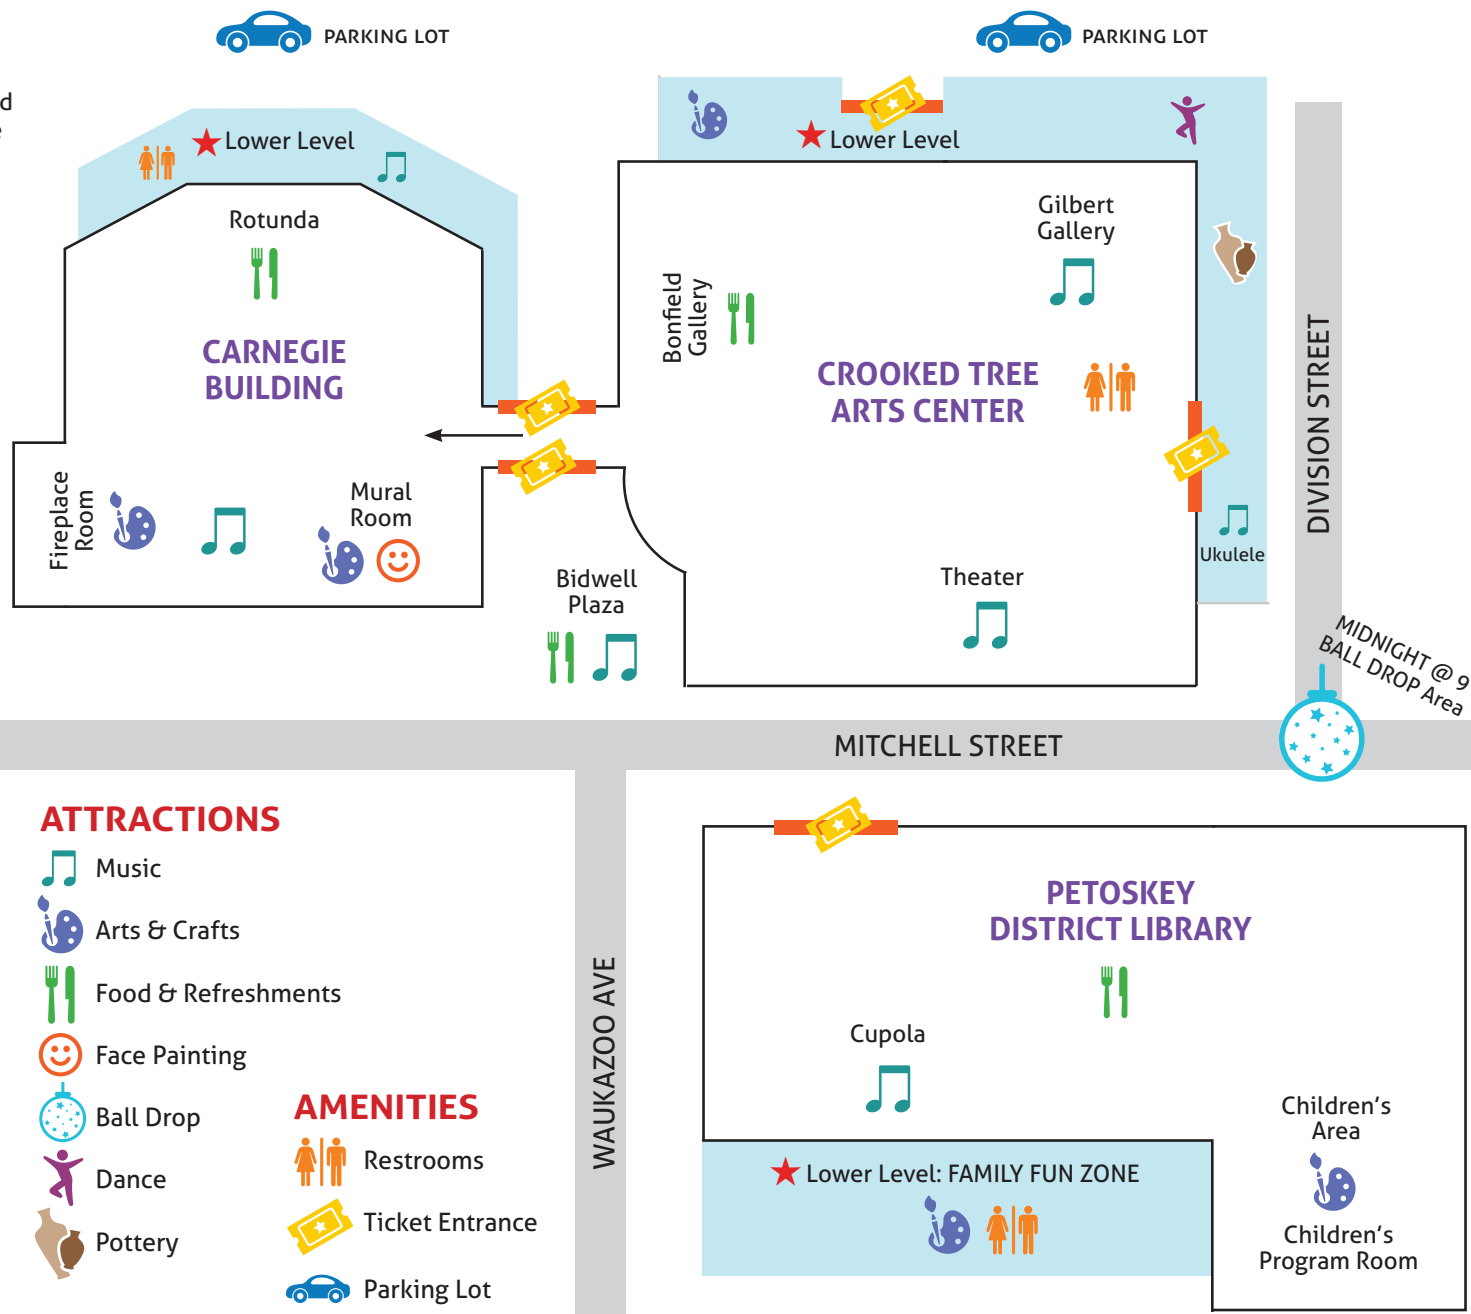 PARKING LOT
PARKING LOT
d
e
Lower Level
Lower Level
Rotunda
Gilbert
Gallery
Bonfield
Gallery
CARNEGIE
BUILDING
CROOKED TREE
ARTS CENTER
DIVISION STREET
Fireplace
Room
Mural
Room
Ukulele
Bidwell
Plaza
Theater
MIDNIGHT @ 9
BALL DROP Area
MITCHELL STREET
ATTRACTIONS
Music
Arts & Crafts
Food & Refreshments
Face Painting
Ball Drop
Dance
Pottery
AMENITIES
Restrooms
Ticket Entrance
Parking Lot
WAUKAZOO AVE
PETOSKEY
DISTRICT LIBRARY
Cupola
Children's
Area
Lower Level: FAMILY FUN ZONE
Children's
Program Room